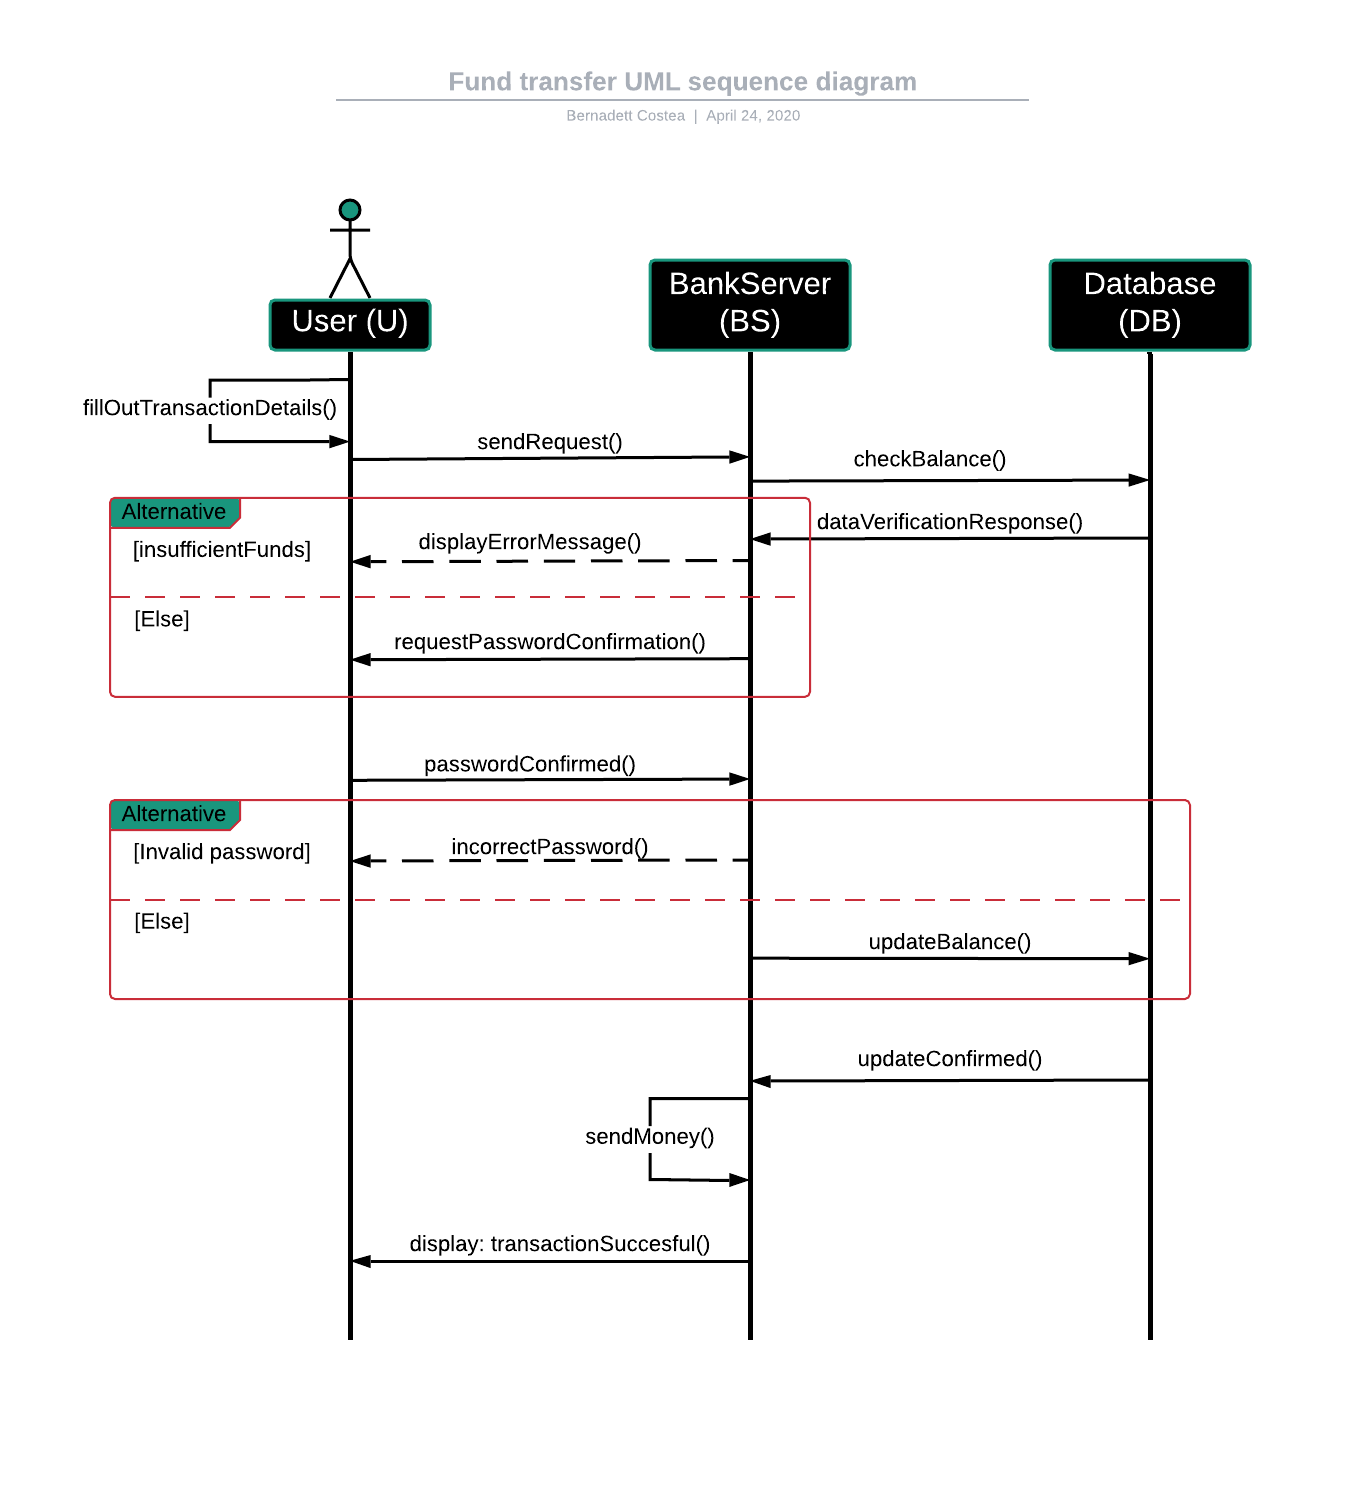 Fund transfer UML sequence diagram
Bernadett Costea | April 24, 2020
User (U)
BankServer
(BS)
Database
(DB)
fillOutTransactionDetails()
sendRequest()
checkBalance()
Alternative
dataVerificationResponse()
[insufficientFunds]
displayErrorMessage()
[Else]
requestPasswordConfirmation()
passwordConfirmed()
Alternative
[Invalid password]
incorrectPassword()
[Else]
updateBalance()
updateConfirmed()
sendMoney()
display: transactionSuccesful()